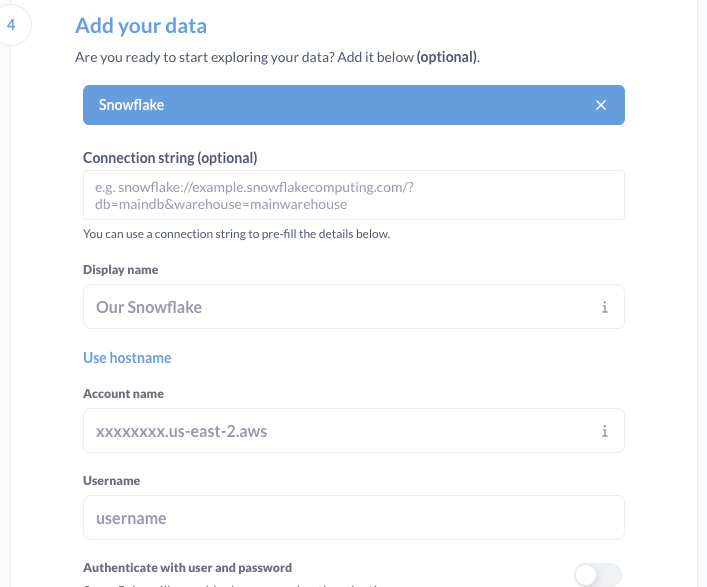 4
Add your data
Are you ready to start exploring your data? Add it below (optional).
Snowflake
Connection string (optional)
e.g. snowflake://example.snowflakecomputing.com/?
db=maindb&warehouse=mainwarehouse
You can use a connection string to pre-fill the details below.
Display name
Our Snowflake
Use hostname
Account name
xxxxxxxx.us-east-2.aws
Username
username
Authenticate with user and password